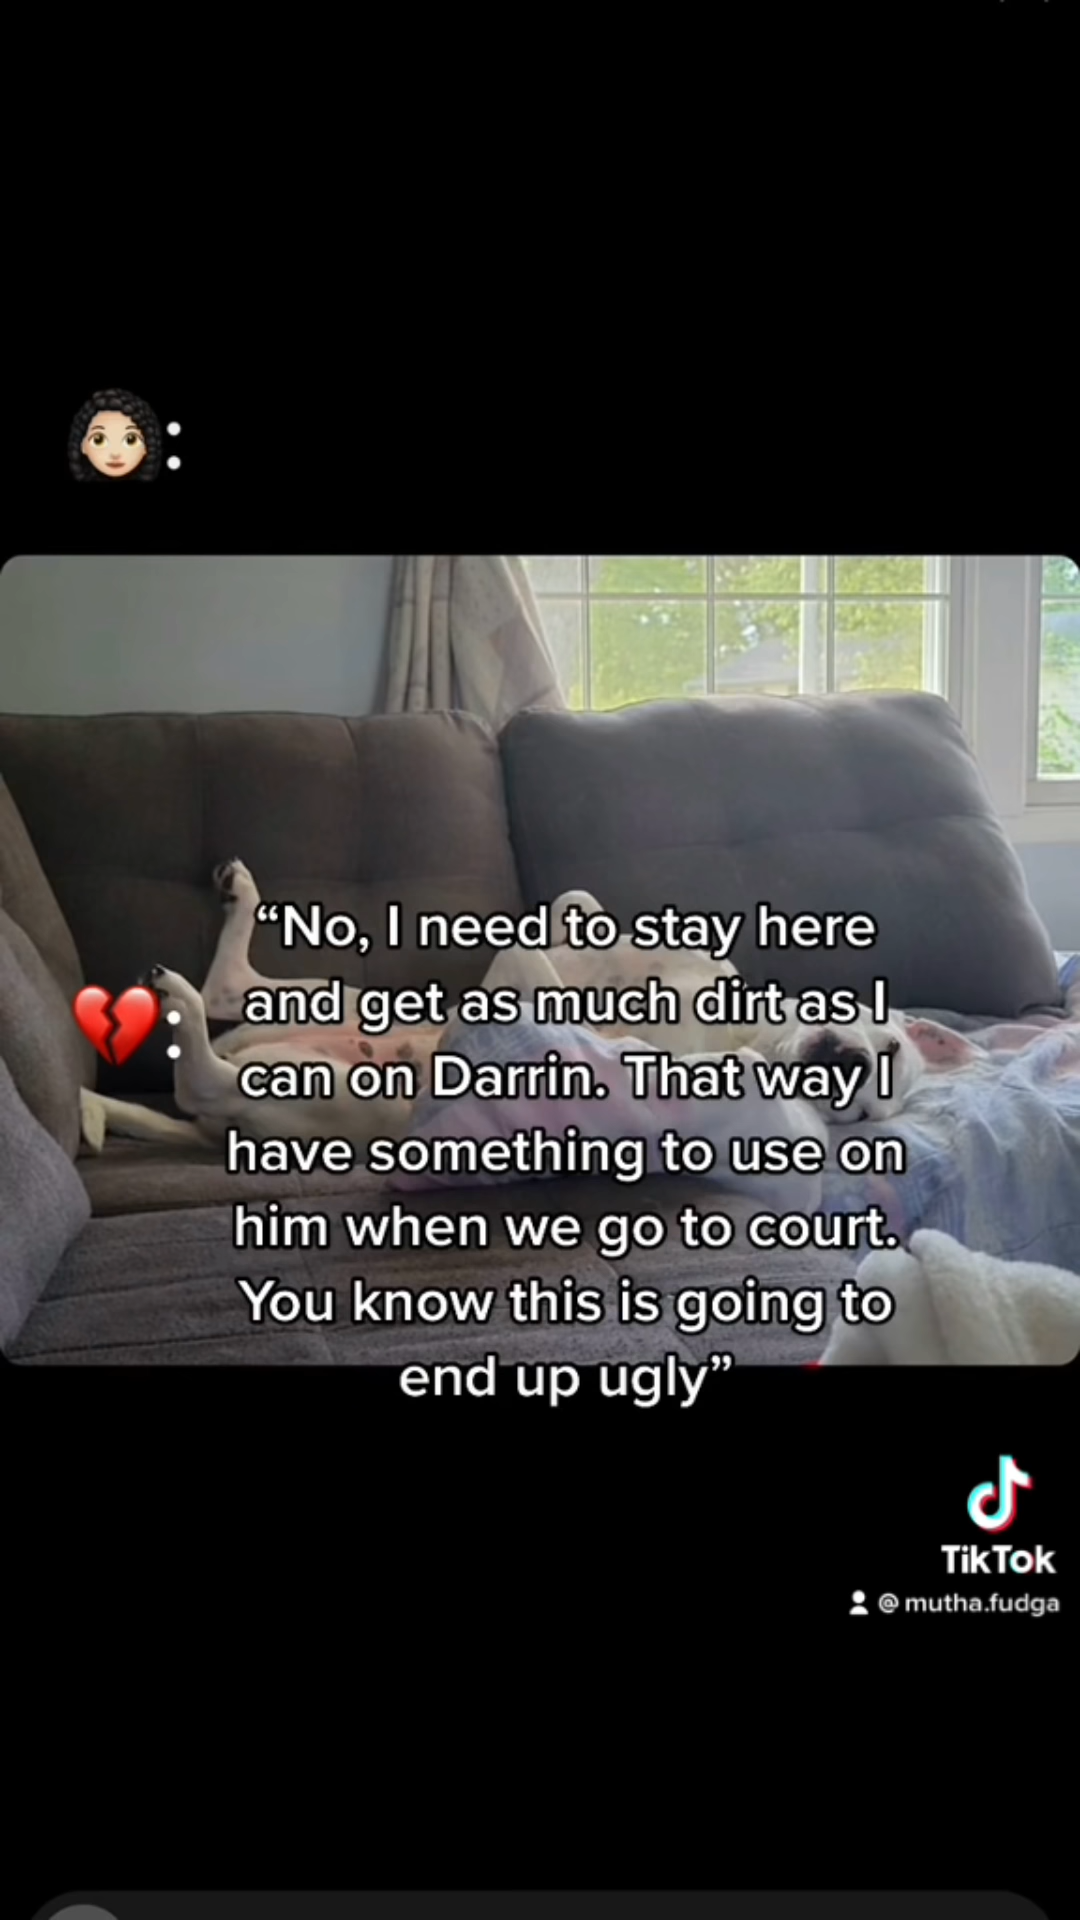 :
“No, I need to stay here
and get as much dirt as I
: can on Darrin. That way I
have something to use on
him when we go to court.
You know this is going to
end up ugly”
TikTok
@ mutha.fudga